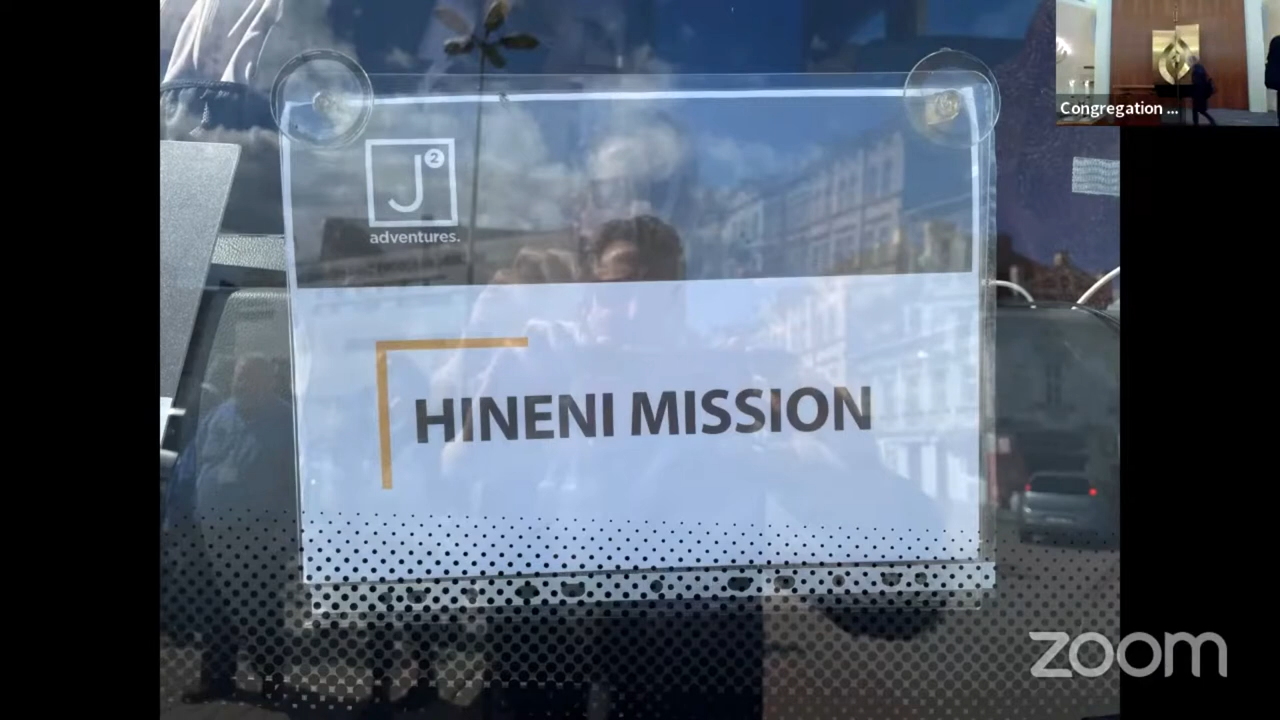 J2
adventures.
HINENI MISSION
Congregation ...
zoom